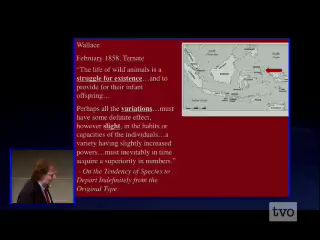 Wallace
February 1858, Ternate
“The life of wild animals is a
struggle for existence…and to
provide for their infant
offspring…
Perhaps all the variations…must
have some definite effect,
however slight, in the habits or
capacities of the individuals…a
variety having slightly increased
powers…must inevitably in time
acquire a superiority in numbers.”
– On the Tendency of Species to
Depart Indefinitely from the
Original Type
tvo